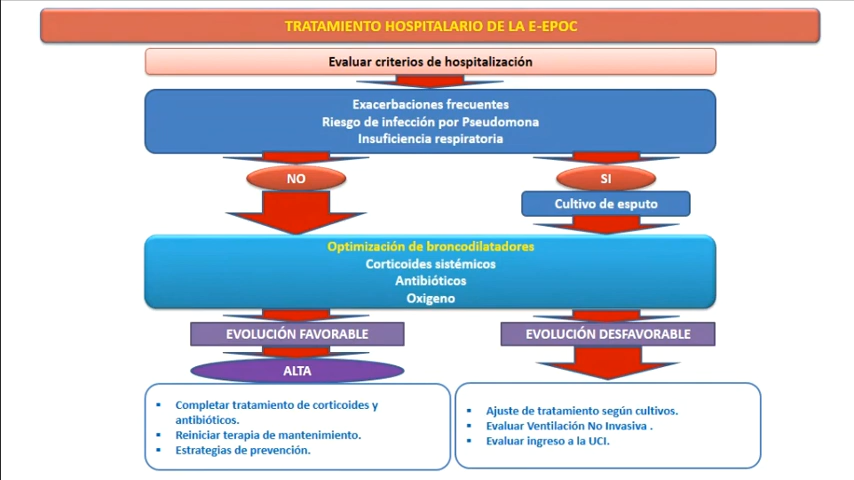 TRATAMIENTO HOSPITALARIO DE LA E-EPOC
Evaluar criterios de hospitalización
Exacerbaciones frecuentes
Riesgo de infección por Pseudomona
Insuficiencia respiratoria
NO
SI
Cultivo de esputo
Optimización de broncodilatadores
Corticoides sistémicos
Antibióticos
Oxigeno
EVOLUCIÓN FAVORABLE
EVOLUCIÓN DESFAVORABLE
ALTA
▪ Completar tratamiento de corticoides y
antibióticos.
▪ Reiniciar terapia de mantenimiento.
▪ Estrategias de prevención.
▪ Ajuste de tratamiento según cultivos.
▪ Evaluar Ventilación No Invasiva .
▪ Evaluar ingreso a la UCI.